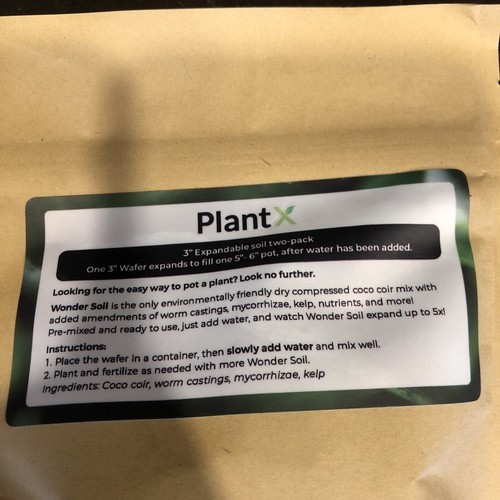 PlantX
3" Expandable soil two-pack
One 3" Wafer expands to fill one 5"- 6" pot, after water has been added.
Looking for the easy way to pot a plant? Look no further.
Wonder Soil is the only environmentally friendly dry compressed coco coir mix with
added amendments of worm castings, mycorrhizae, kelp, nutrients, and more!
Pre-mixed and ready to use, just add water, and watch Wonder Soil expand up to 5x!
Instructions:
1. Place the wafer in a container, then slowly add water and mix well.
2. Plant and fertilize as needed with more Wonder Soil.
Ingredients: Coco coir, worm castings, mycorrhizae, kelp